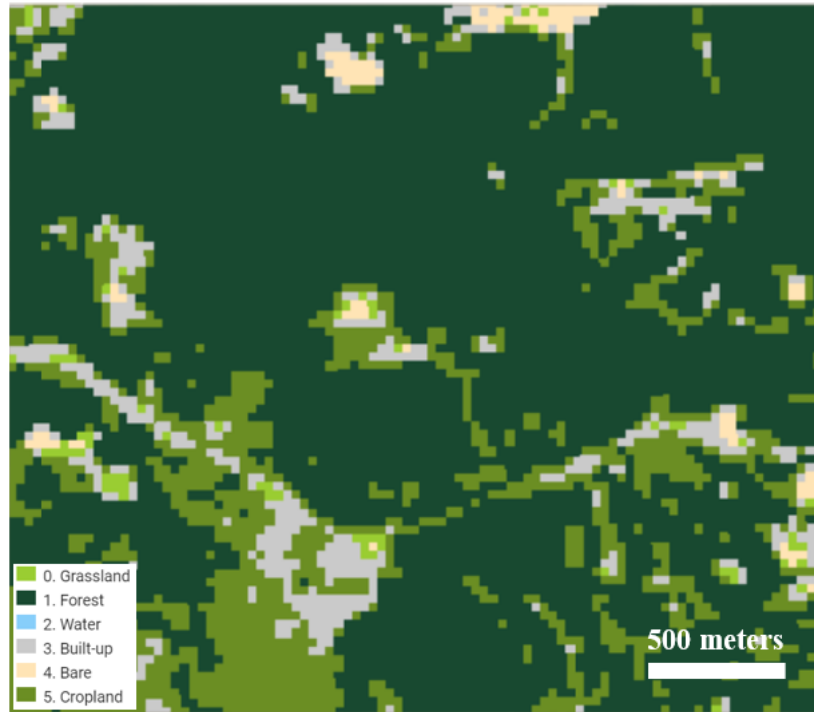 0. Grassland
1. Forest
2. Water
3. Built-up
4. Bare
5. Cropland
500 meters